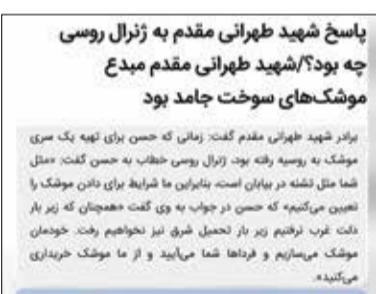 پاسخ شهید طهرانی مقدم به ژنرال روسی
چه بود؟/شهید طهرانی مقدم مبدع
موشک‌های سوخت جامد بود
برادر شهید طهرانی مقدم گفت: زمانی که حسن برای تهیه یک سری
موشک به روسیه رفته بود، ژنرال روسی خطاب به حسن گفت: «مثل
شما مثل تشنه در بیابان است، بنابراین ما شرایط برای دادن موشک را
تعیین می‌کنیم» که حسن در جواب به وی گفت «همچنان که زیر بار
ذلت غرب نرفتیم زیر بار تحمیل شرق نیز نخواهیم رفت. خودمان
موشک می‌سازیم و فرداها شما می‌آیید و از ما موشک خریداری
می‌کنید».